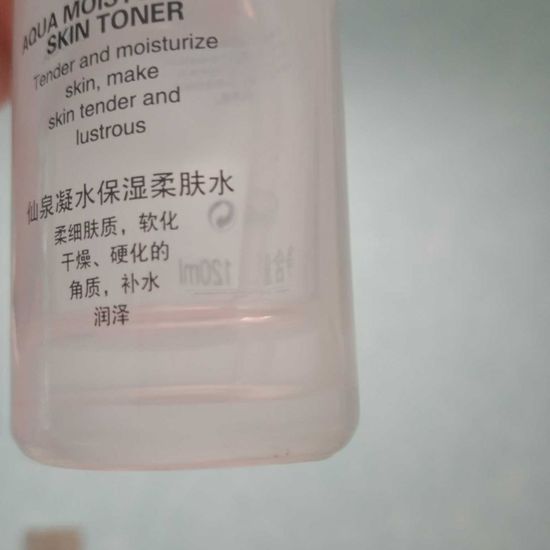 AQUA MOIST
SKIN TONER
Tender and moisturize
skin, make
skin tender and
lustrous
仙泉凝水保湿柔肤水
柔细肤质，软化
干燥、硬化的
角质，补水
润泽
120ml